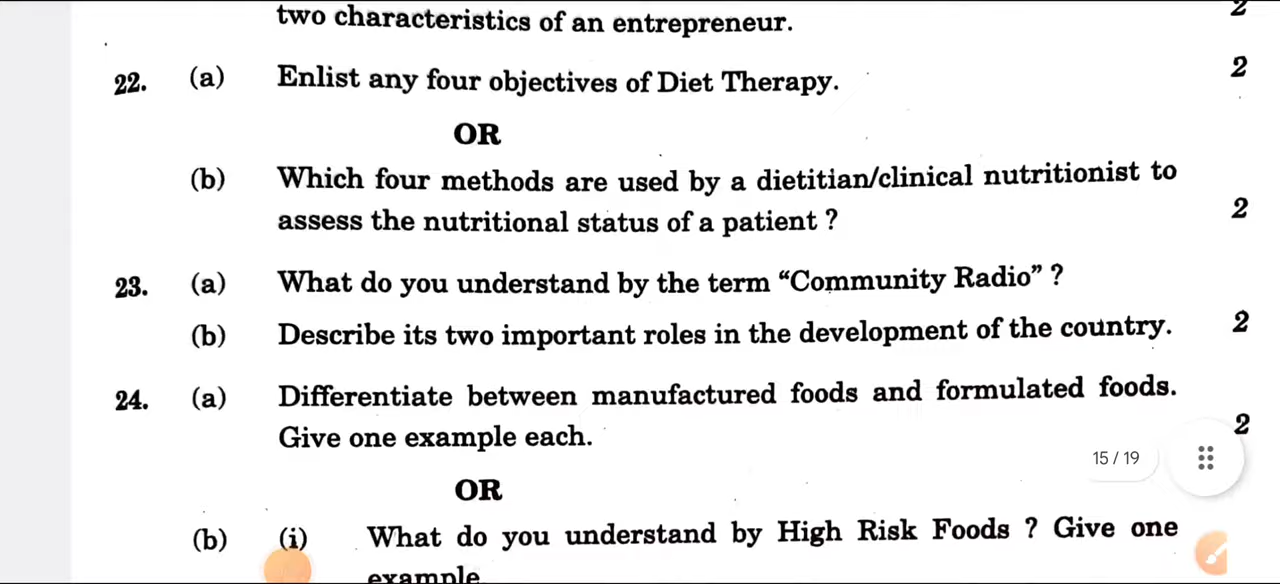 two characteristics of an entrepreneur. 2
22. (a) Enlist any four objectives of Diet Therapy. 2
OR
(b) Which four methods are used by a dietitian/clinical nutritionist to
assess the nutritional status of a patient ? 2
23. (a) What do you understand by the term “Community Radio” ?
(b) Describe its two important roles in the development of the country. 2
24. (a) Differentiate between manufactured foods and formulated foods.
Give one example each. 2
15 / 19
OR
(b) (i) What do you understand by High Risk Foods ? Give one
example.